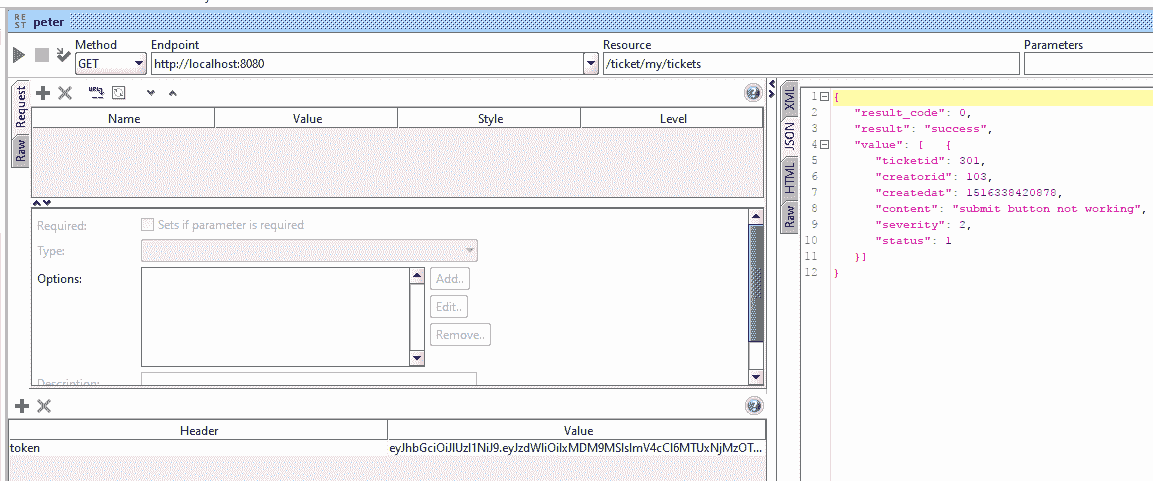 RE
ST
peter
Method
Endpoint
Resource
Parameters
GET
http://localhost:8080
/ticket/my/tickets
Request
Raw
Name Value Style Level
Required: Sets if parameter is required
Type:
Options:
Add..
Edit..
Remove..
Description:
Header Value
token
XML
JSON
HTML
Raw
1 {
2 "result_code": 0,
3 "result": "success",
4 "value": [ {
5 "ticketid": 301,
6 "creatorid": 103,
7 "createdat": 1516338420878,
8 "content": "submit button not working",
9 "severity": 2,
10 "status": 1
11 }]
12 }